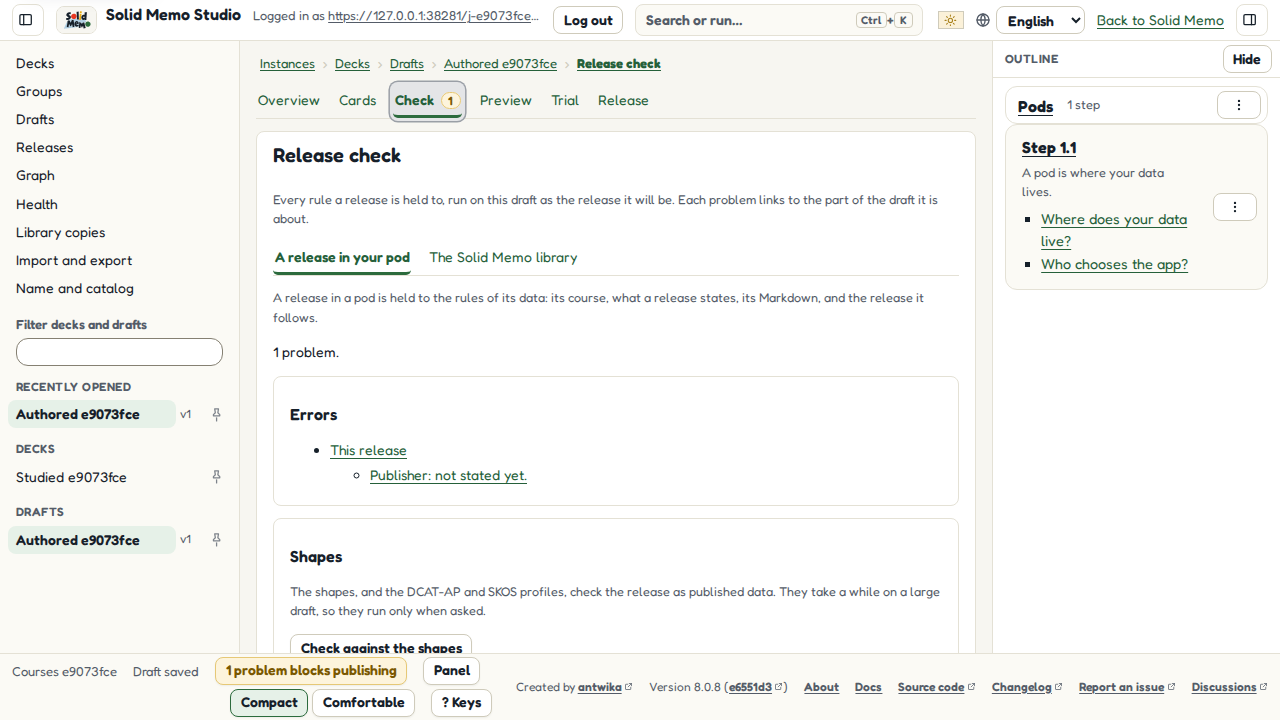 Solid Memo
Solid Memo Studio
Logged in as https://127.0.0.1:38281/j-e9073fce…
Log out
Search or run... Ctrl+K
English
Back to Solid Memo
Decks
Groups
Drafts
Releases
Graph
Health
Library copies
Import and export
Name and catalog
Filter decks and drafts
RECENTLY OPENED
Authored e9073fce v1
DECKS
Studied e9073fce
DRAFTS
Authored e9073fce v1
Instances › Decks › Drafts › Authored e9073fce › Release check
Overview Cards Check 1 Preview Trial Release
Release check
Every rule a release is held to, run on this draft as the release it will be. Each problem links to the part of the draft it is
about.
A release in your pod The Solid Memo library
A release in a pod is held to the rules of its data: its course, what a release states, its Markdown, and the release it
follows.
1 problem.
Errors
This release
Publisher: not stated yet.
Shapes
The shapes, and the DCAT-AP and SKOS profiles, check the release as published data. They take a while on a large
draft, so they run only when asked.
Check against the shapes
OUTLINE
Hide
Pods 1 step
Step 1.1
A pod is where your data
lives.
Where does your data
live?
Who chooses the app?
Courses e9073fce Draft saved 1 problem blocks publishing Panel
Compact Comfortable ? Keys
Created by antwika Version 8.0.8 (e6551d3) About Docs Source code Changelog Report an issue Discussions